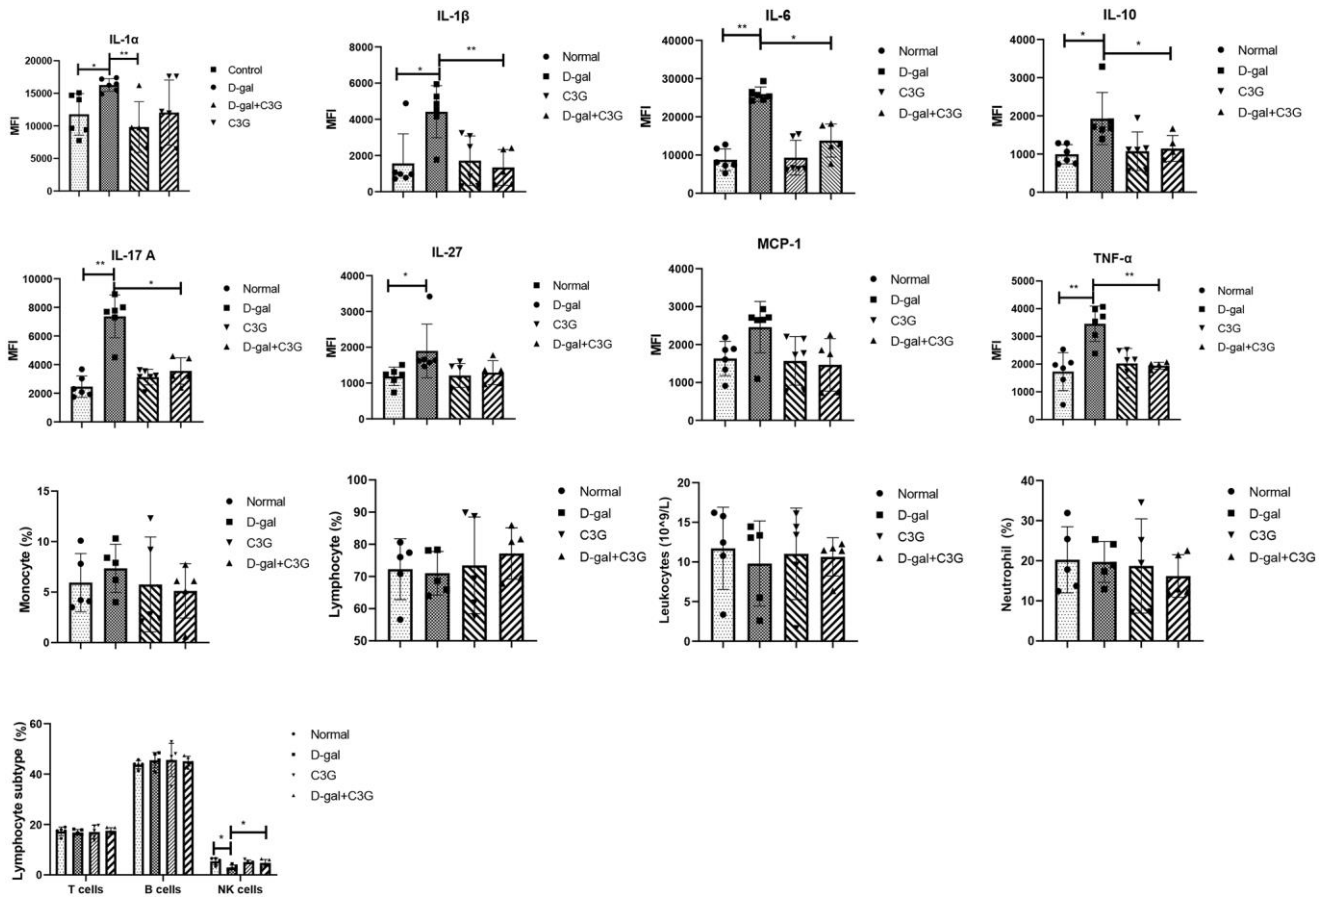 IL-1α
20000
15000
10000
5000
0
MFI
*
**
Control
D-gal
D-gal+C3G
C3G
IL-1β
8000
6000
4000
2000
0
MFI
*
**
Normal
D-gal
C3G
D-gal+C3G
IL-6
40000
30000
20000
10000
0
MFI
**
*
Normal
D-gal
C3G
D-gal+C3G
IL-10
4000
3000
2000
1000
0
MFI
*
*
Normal
D-gal
C3G
D-gal+C3G
IL-17 A
10000
8000
6000
4000
2000
0
MFI
**
*
Normal
D-gal
C3G
D-gal+C3G
IL-27
4000
3000
2000
1000
0
MFI
*
Normal
D-gal
C3G
D-gal+C3G
MCP-1
4000
3000
2000
1000
0
MFI
Normal
D-gal
C3G
D-gal+C3G
TNF-α
5000
4000
3000
2000
1000
0
MFI
**
**
Normal
D-gal
C3G
D-gal+C3G
15
10
5
0
Monocyte (%)
Normal
D-gal
C3G
D-gal+C3G
100
90
80
70
60
50
Lymphocyte (%)
Normal
D-gal
C3G
D-gal+C3G
20
15
10
5
0
Leukocytes (10^9/L)
Normal
D-gal
C3G
D-gal+C3G
40
30
20
10
0
Neutrophil (%)
Normal
D-gal
C3G
D-gal+C3G
60
40
20
0
Lymphocyte subtype (%)
*
*
T cells
B cells
NK cells
Normal
D-gal
C3G
D-gal+C3G